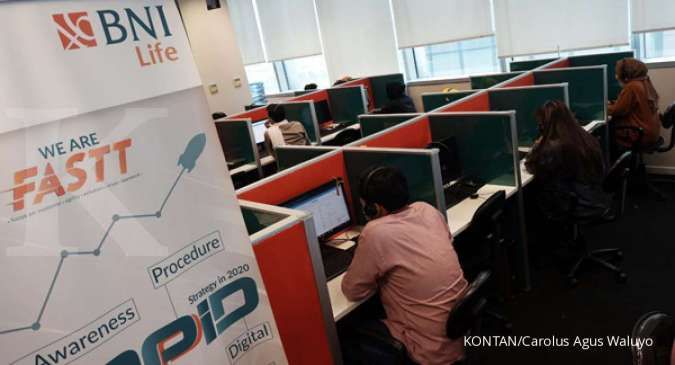 BNI
Life
WE ARE
FASTT
Procedure
Strategy in 2020
Awareness
Digital
KONTAN/Carolus Agus Waluyo